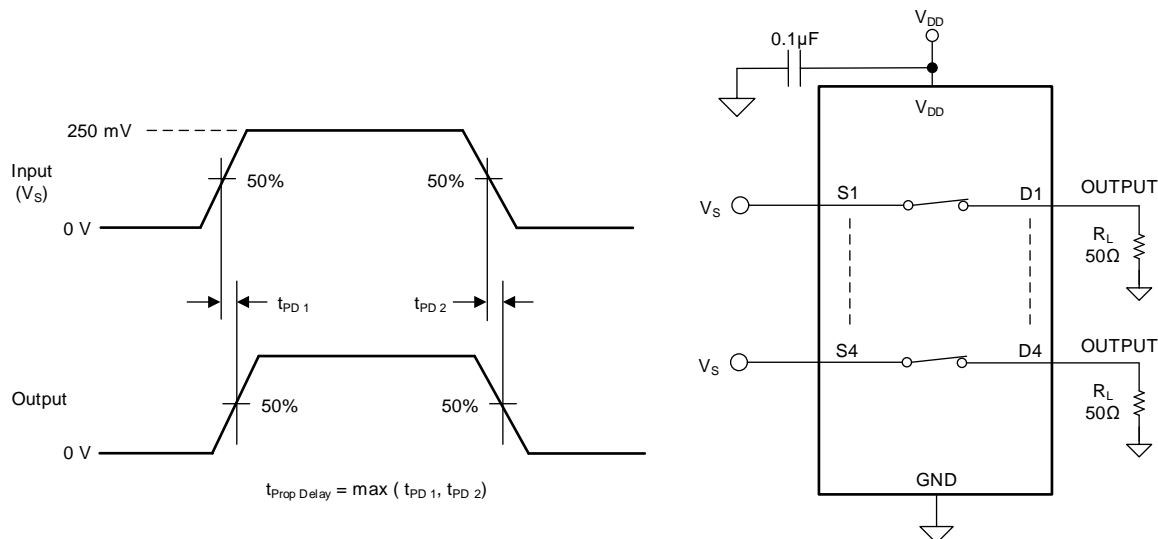 250 mV
Input
(VS)
50%
50%
0 V
tPD 1
tPD 2
Output
50%
50%
0 V
tProp Delay = max ( tPD 1, tPD 2)
VDD
0.1µF
VDD
VS
S1
D1
OUTPUT
RL
50Ω
VS
S4
D4
OUTPUT
RL
50Ω
GND